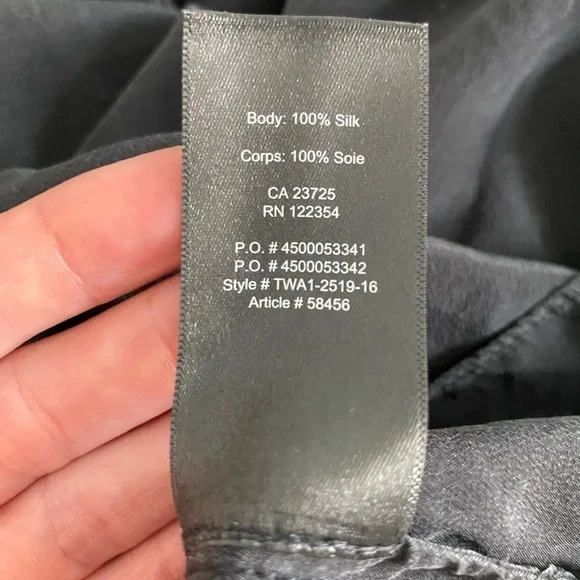 Body: 100% Silk
Corps: 100% Soie
CA 23725
RN 122354
P.O. # 4500053341
P.O. # 4500053342
Style # TWA1-2519-16
Article # 58456